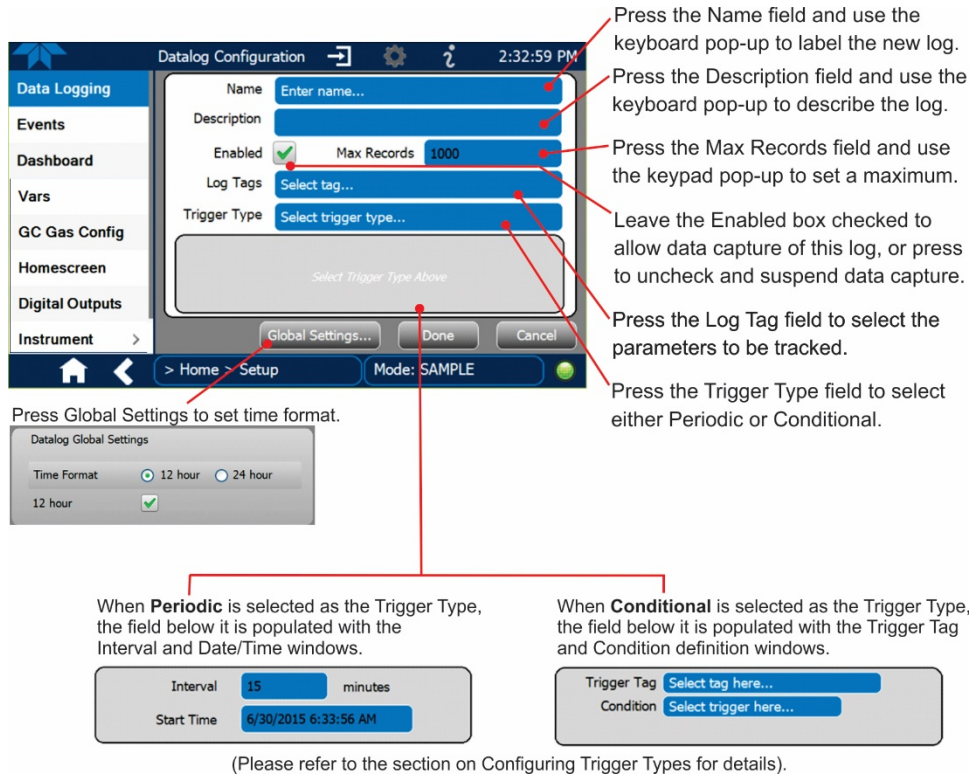 Press the Name field and use the
keyboard pop-up to label the new log.
Press the Description field and use the
keyboard pop-up to describe the log.
Press the Max Records field and use
the keypad pop-up to set a maximum.
Leave the Enabled box checked to
allow data capture of this log, or press
to uncheck and suspend data capture.
Press the Log Tag field to select the
parameters to be tracked.
Press the Trigger Type field to select
either Periodic or Conditional.
Datalog Configuration 2:32:59 PM
Data Logging
Events
Dashboard
Vars
GC Gas Config
Homescreen
Digital Outputs
Instrument >
Name Enter name...
Description
Enabled Max Records 1000
Log Tags Select tag...
Trigger Type Select trigger type...
Select Trigger Type Above
Global Settings... Done Cancel
> Home > Setup Mode: SAMPLE
Press Global Settings to set time format.
Datalog Global Settings
Time Format 12 hour 24 hour
12 hour
When Periodic is selected as the Trigger Type,
the field below it is populated with the
Interval and Date/Time windows.
Interval 15 minutes
Start Time 6/30/2015 6:33:56 AM
When Conditional is selected as the Trigger Type,
the field below it is populated with the Trigger Tag
and Condition definition windows.
Trigger Tag Select tag here...
Condition Select trigger here...
(Please refer to the section on Configuring Trigger Types for details).